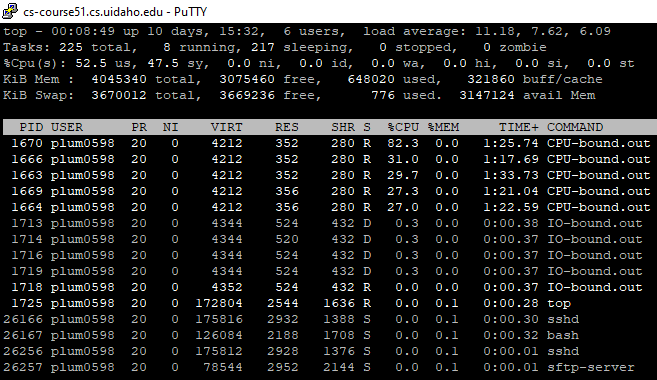 cs-course51.cs.uidaho.edu - PuTTY
top - 00:08:49 up 10 days, 15:32,  6 users,  load average: 11.18, 7.62, 6.09
Tasks: 225 total,   8 running, 217 sleeping,   0 stopped,   0 zombie
%Cpu(s): 52.5 us, 47.5 sy,  0.0 ni,  0.0 id,  0.0 wa,  0.0 hi,  0.0 si,  0.0 st
KiB Mem :  4045340 total,  3075460 free,   648020 used,   321860 buff/cache
KiB Swap:  3670012 total,  3669236 free,      776 used.  3147124 avail Mem
PID USER PR NI VIRT RES SHR S %CPU %MEM TIME+ COMMAND
1670 plum0598 20 0 4212 352 280 R 82.3 0.0 1:25.74 CPU-bound.out
1666 plum0598 20 0 4212 352 280 R 31.0 0.0 1:17.69 CPU-bound.out
1663 plum0598 20 0 4212 352 280 R 29.7 0.0 1:33.73 CPU-bound.out
1669 plum0598 20 0 4212 356 280 R 27.3 0.0 1:21.04 CPU-bound.out
1664 plum0598 20 0 4212 356 280 R 27.0 0.0 1:22.59 CPU-bound.out
1713 plum0598 20 0 4344 524 432 D 0.3 0.0 0:00.38 IO-bound.out
1714 plum0598 20 0 4344 520 432 D 0.3 0.0 0:00.37 IO-bound.out
1716 plum0598 20 0 4344 524 432 D 0.3 0.0 0:00.37 IO-bound.out
1719 plum0598 20 0 4344 524 432 D 0.3 0.0 0:00.37 IO-bound.out
1718 plum0598 20 0 4352 524 432 R 0.0 0.0 0:00.37 IO-bound.out
1725 plum0598 20 0 172804 2544 1636 R 0.0 0.1 0:00.28 top
26166 plum0598 20 0 175816 2932 1388 S 0.0 0.1 0:00.30 sshd
26167 plum0598 20 0 126084 2188 1708 S 0.0 0.1 0:00.32 bash
26256 plum0598 20 0 175812 2928 1376 S 0.0 0.1 0:00.01 sshd
26257 plum0598 20 0 78544 2952 2144 S 0.0 0.1 0:00.01 sftp-server